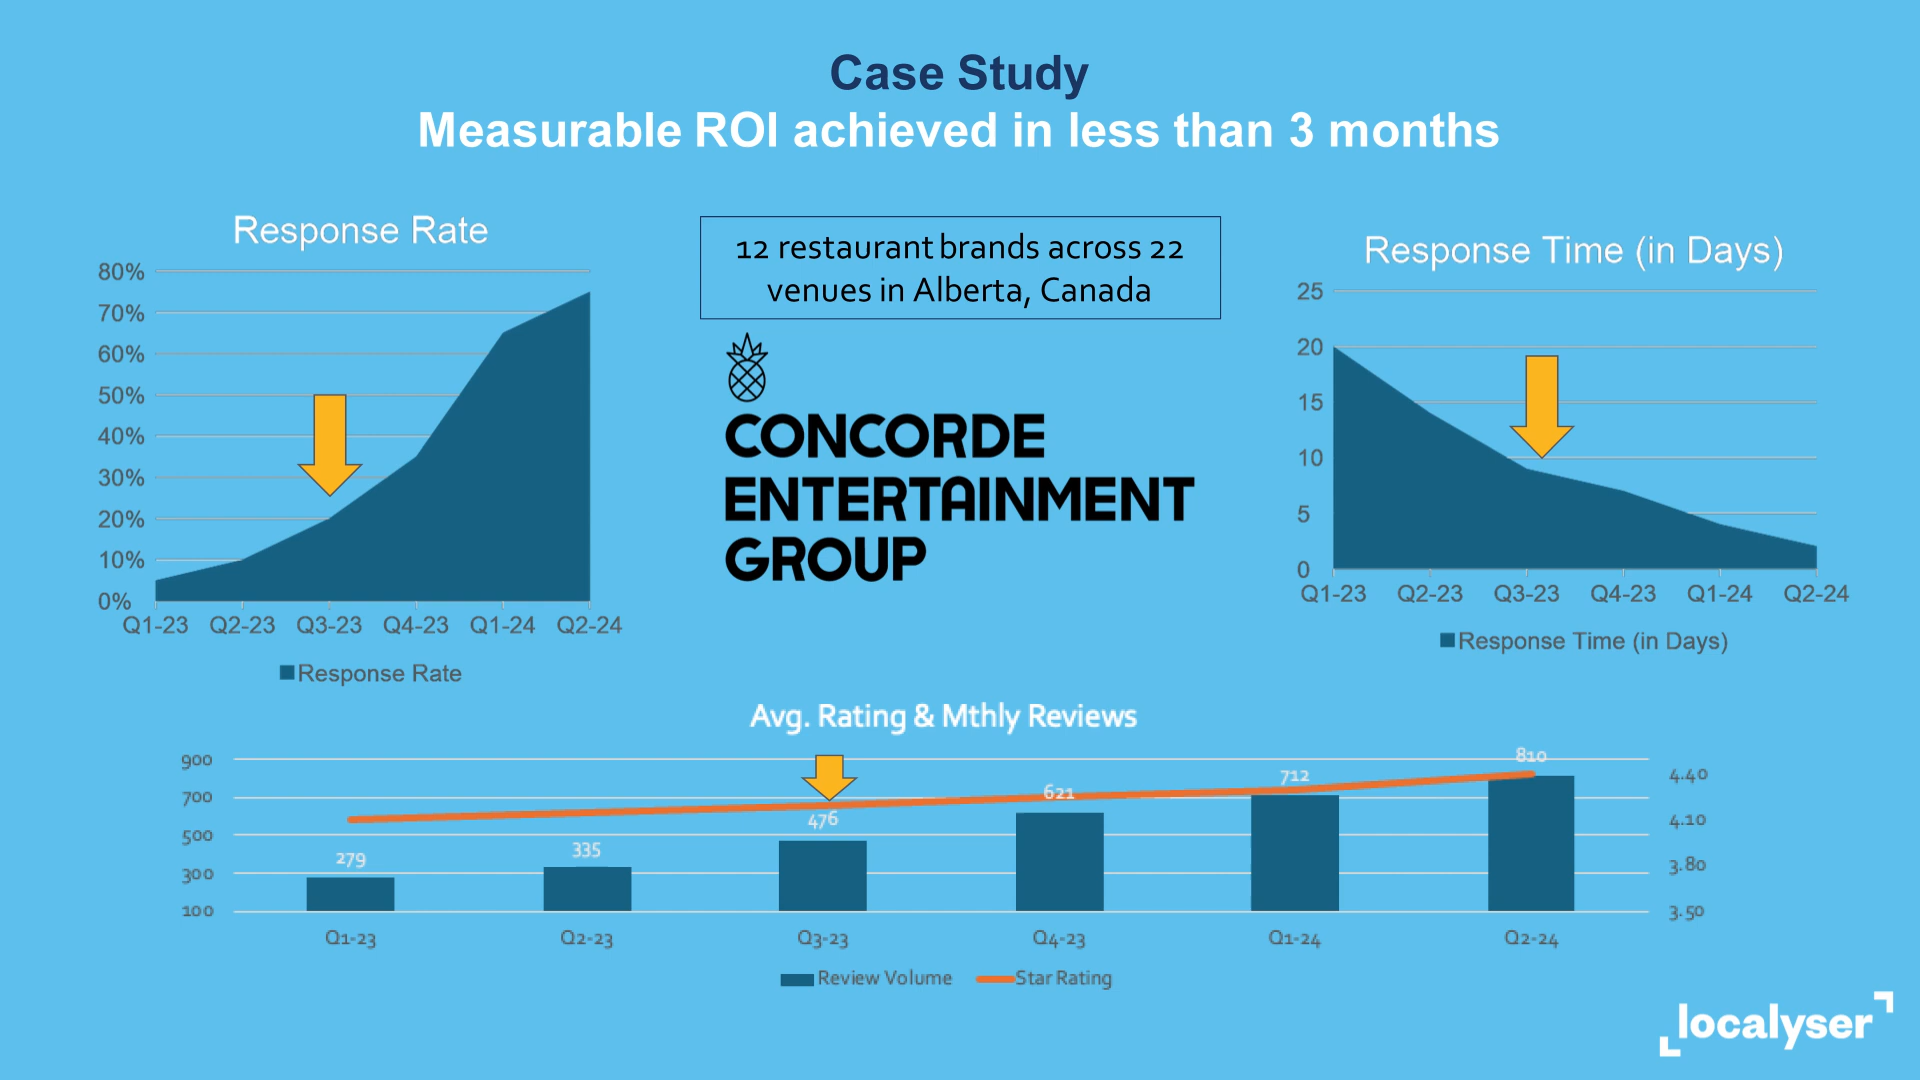 Case Study
Measurable ROI achieved in less than 3 months
Response Rate
80%
70%
60%
50%
40%
30%
20%
10%
0%
Q1-23 Q2-23 Q3-23 Q4-23 Q1-24 Q2-24
Response Rate
12 restaurant brands across 22
venues in Alberta, Canada
CONCORDE
ENTERTAINMENT
GROUP
Response Time (in Days)
25
20
15
10
5
0
Q1-23 Q2-23 Q3-23 Q4-23 Q1-24 Q2-24
Response Time (in Days)
Avg. Rating & Mthly Reviews
900
700
500
300
100
279
335
476
621
712
810
4.40
4.10
3.80
3.50
Q1-23 Q2-23 Q3-23 Q4-23 Q1-24 Q2-24
Review Volume Star Rating
localyser